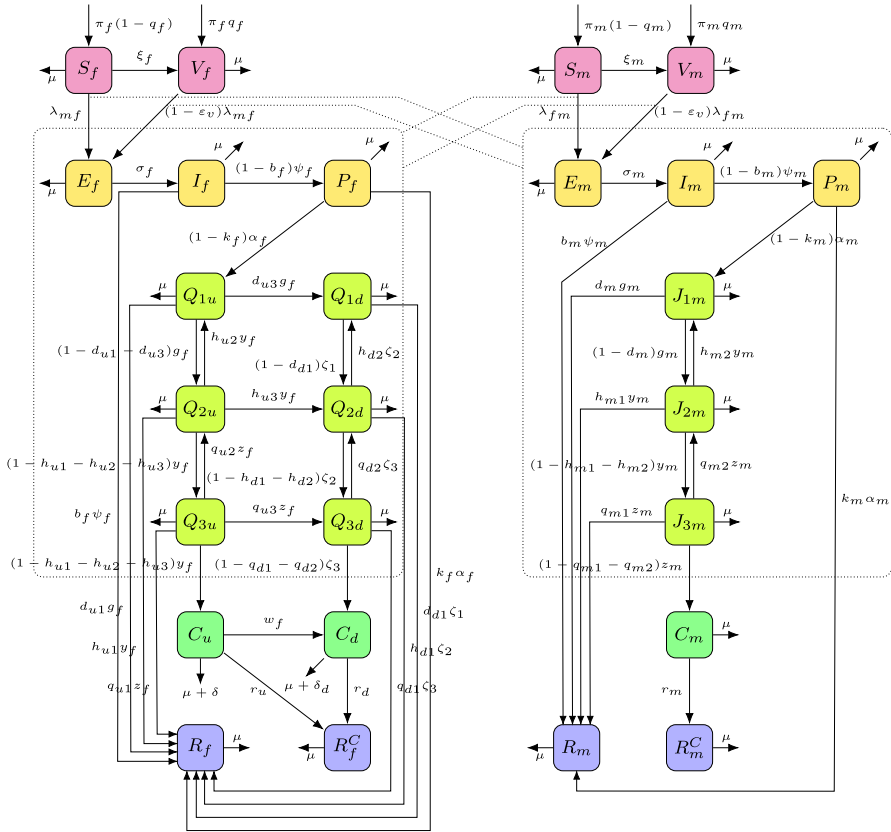 π_f(1 − q_f) π_f q_f π_m(1 − q_m) π_m q_m
S_f ξ_f V_f μ μ S_m ξ_m V_m μ μ
λ_mf (1 − ε_v)λ_mf λ_fm (1 − ε_v)λ_fm
μ μ μ μ
E_f σ_f I_f (1 − b_f)ψ_f P_f μ E_m σ_m I_m (1 − b_m)ψ_m P_m μ
(1 − k_f)α_f b_mψ_m (1 − k_m)α_m
μ Q_1u d_u3 g_f Q_1d μ d_m g_m J_1m μ
(1 − d_u1 − d_u3)g_f h_u2 y_f (1 − d_d1)ζ_1 h_d2 ζ_2 (1 − d_m)g_m h_m2 y_m
μ Q_2u h_u3 y_f Q_2d μ h_m1 y_m J_2m μ
(1 − h_u1 − h_u2 − h_u3)y_f q_u2 z_f (1 − h_d1 − h_d2)ζ_2 q_d2 ζ_3 (1 − h_m1 − h_m2)y_m q_m2 z_m
k_m α_m
b_f ψ_f μ Q_3u q_u3 z_f Q_3d μ q_m1 z_m J_3m μ
(1 − h_u1 − h_u2 − h_u3)y_f (1 − q_d1 − q_d2)ζ_3 (1 − q_m1 − q_m2)z_m
k_f α_f
d_u1 g_f d_d1 ζ_1
C_u w_f C_d C_m μ
h_u1 y_f h_d1 ζ_2
q_u1 z_f μ + δ r_u μ + δ_d r_d q_d1 ζ_3 r_m
R_f μ μ R_f^C μ R_m R_m^C μ